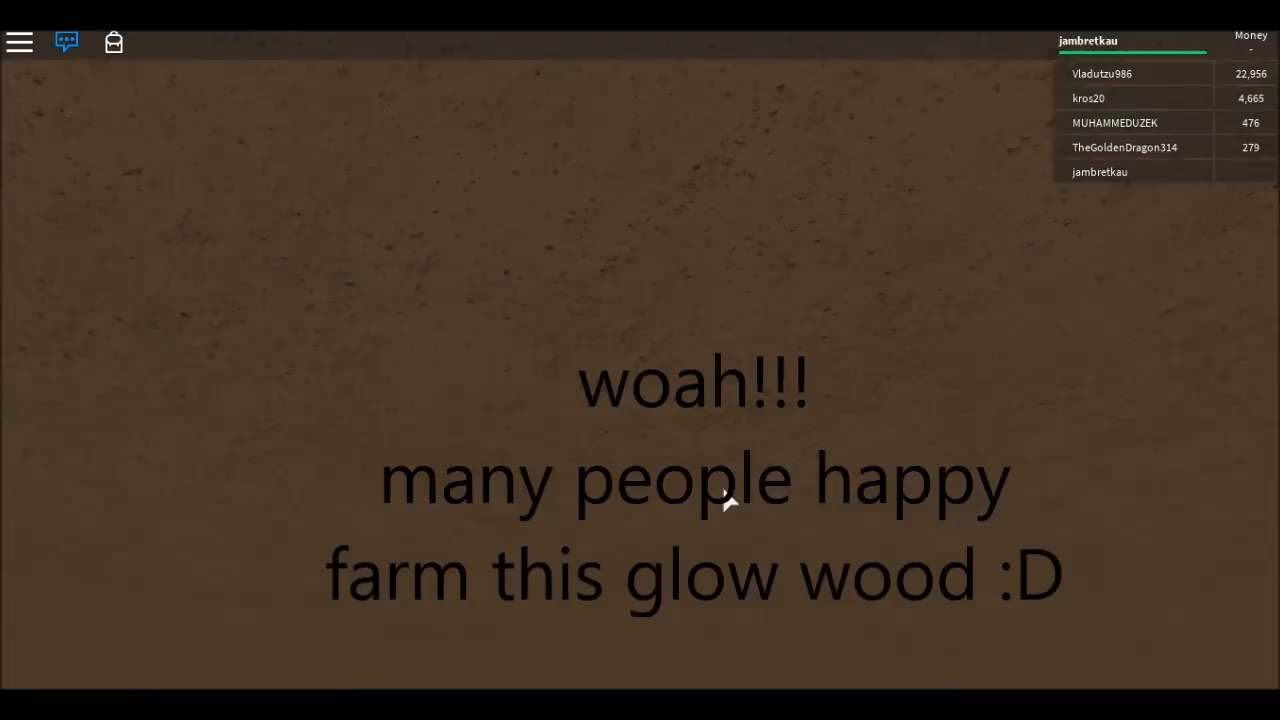 jambretkau
Money
-
Vladutzu986 22,956
kros20 4,665
MUHAMMEDUZEK 476
TheGoldenDragon314 279
jambretkau
woah!!!
many people happy
farm this glow wood :D